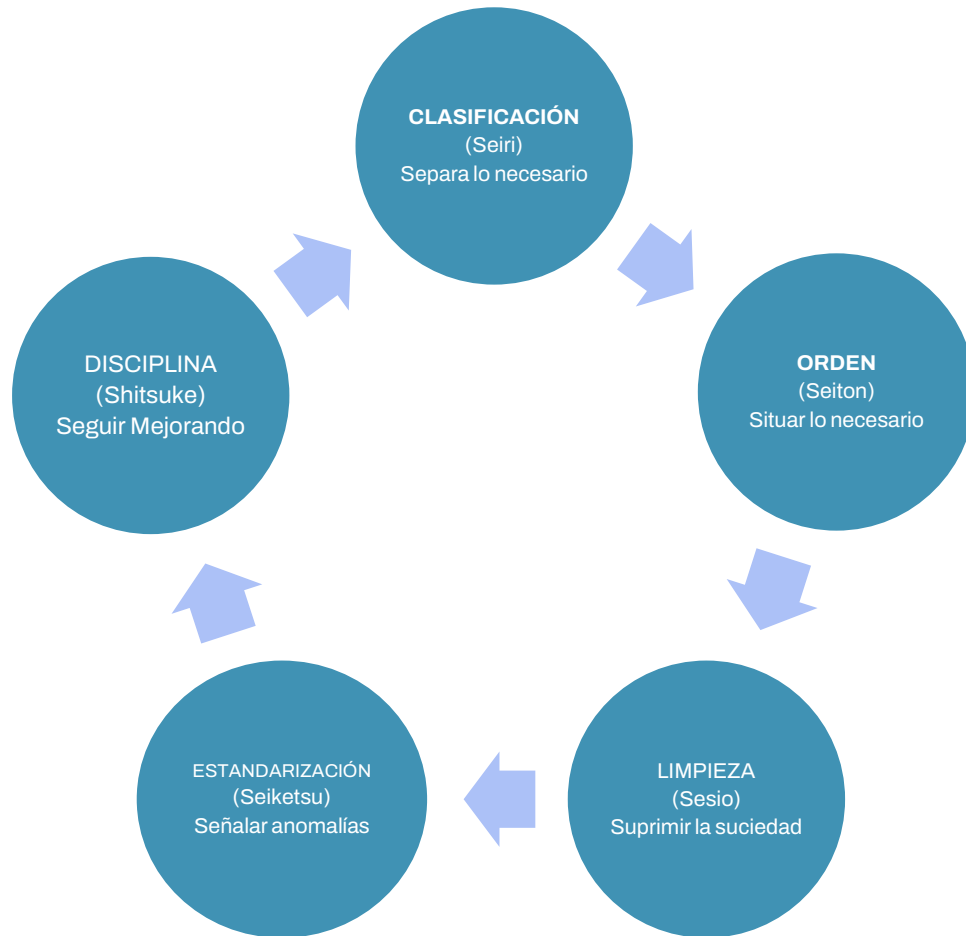 CLASIFICACIÓN
(Seiri)
Separa lo necesario
ORDEN
(Seiton)
Situar lo necesario
LIMPIEZA
(Sesio)
Suprimir la suciedad
ESTANDARIZACIÓN
(Seiketsu)
Señalar anomalías
DISCIPLINA
(Shitsuke)
Seguir Mejorando